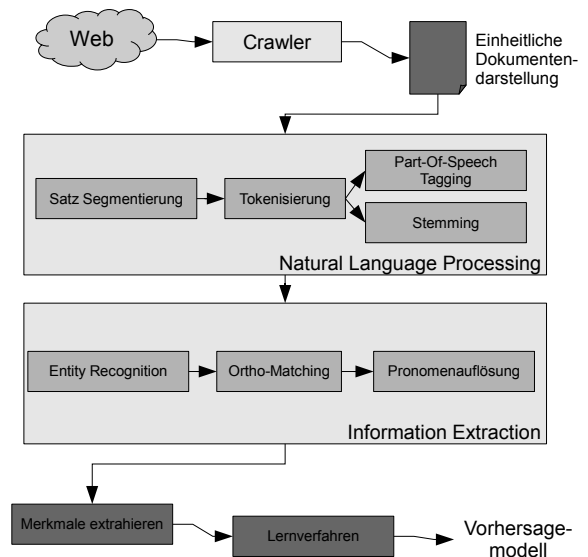 Web
Crawler
Einheitliche
Dokumenten-
darstellung
Satz Segmentierung
Tokenisierung
Part-Of-Speech
Tagging
Stemming
Natural Language Processing
Entity Recognition
Ortho-Matching
Pronomenauflösung
Information Extraction
Merkmale extrahieren
Lernverfahren
Vorhersage-
modell